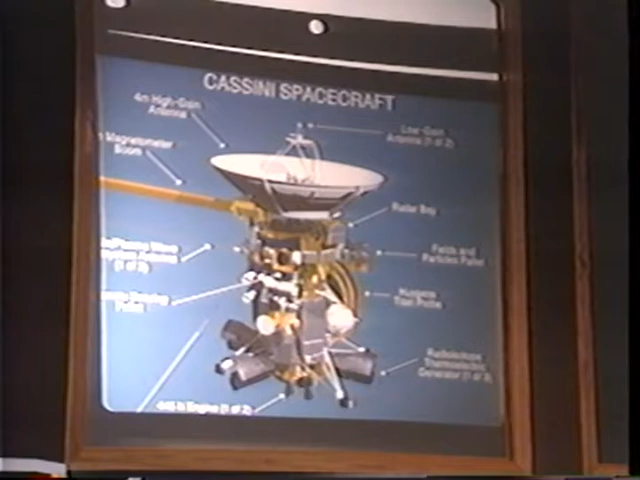 CASSINI SPACECRAFT
4m High-Gain
Antenna
Low-Gain
Antenna (1 of 2)
Magnetometer
Boom
Radar Bay
Fields and
Particles Pallet
(1 of 3)
Huygens
Titan Probe
Radioisotope
Thermoelectric
Generator (1 of 3)
Engine (1 of 2)